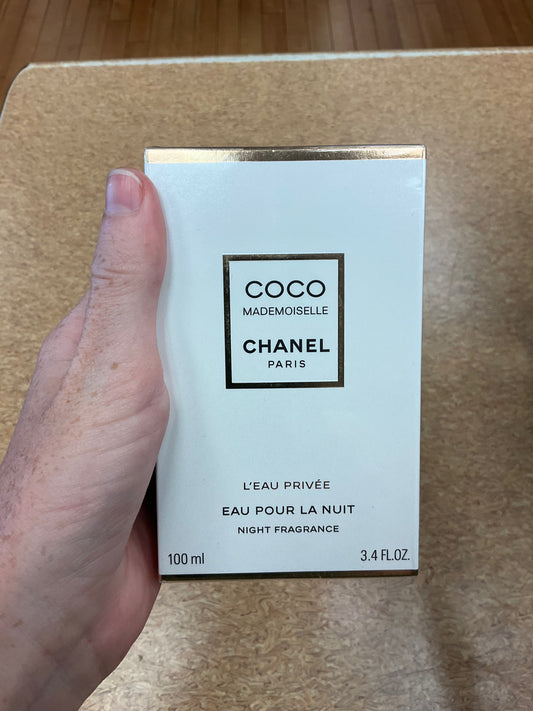 COCO
MADEMOISELLE
CHANEL
PARIS
L'EAU PRIVÉE
EAU POUR LA NUIT
NIGHT FRAGRANCE
100 ml 3.4 FL.OZ.